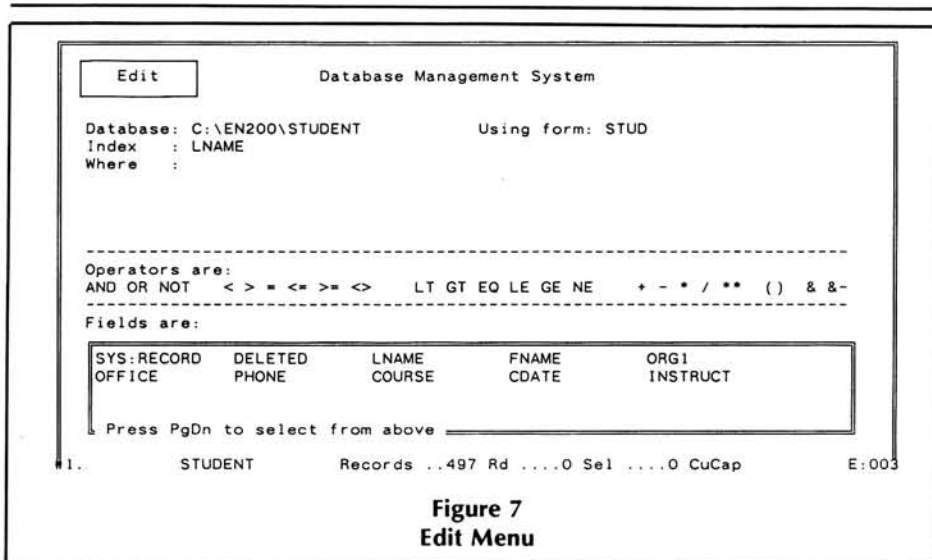 Edit Database Management System
Database: C:\EN200\STUDENT Using form: STUD
Index : LNAME
Where :
Operators are:
AND OR NOT < > = <= >= <> LT GT EQ LE GE NE + - * / ** () & &-
Fields are:
SYS:RECORD DELETED LNAME FNAME ORG1
OFFICE PHONE COURSE CDATE INSTRUCT
Press PgDn to select from above
#1. STUDENT Records ..497 Rd ....0 Sel ....0 CuCap E:003
Figure 7
Edit Menu